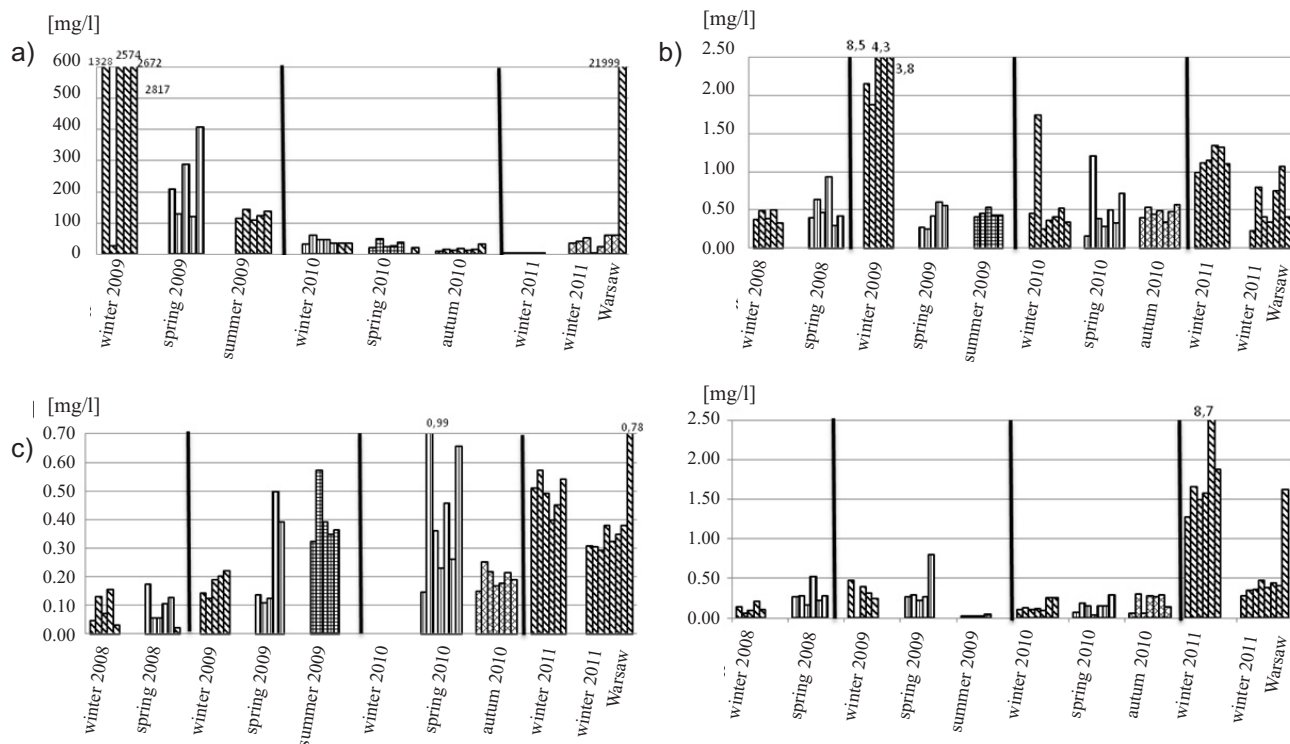 [mg/l]
a)
600
500
400
300
200
100
0
1328
2574
2672
2817
21999
winter 2009
spring 2009
summer 2009
winter 2010
spring 2010
autum 2010
winter 2011
winter 2011
Warsaw
[mg/l]
b)
2.50
2.00
1.50
1.00
0.50
0.00
8,5
4,3
3,8
winter 2008
spring 2008
winter 2009
spring 2009
summer 2009
winter 2010
spring 2010
autum 2010
winter 2011
winter 2011
Warsaw
[mg/l]
c)
0.70
0.60
0.50
0.40
0.30
0.20
0.10
0.00
0,99
0,78
winter 2008
spring 2008
winter 2009
spring 2009
summer 2009
winter 2010
spring 2010
autum 2010
winter 2011
winter 2011
Warsaw
[mg/l]
2.50
2.00
1.50
1.00
0.50
0.00
8,7
winter 2008
spring 2008
winter 2009
spring 2009
summer 2009
winter 2010
spring 2010
autum 2010
winter 2011
winter 2011
Warsaw